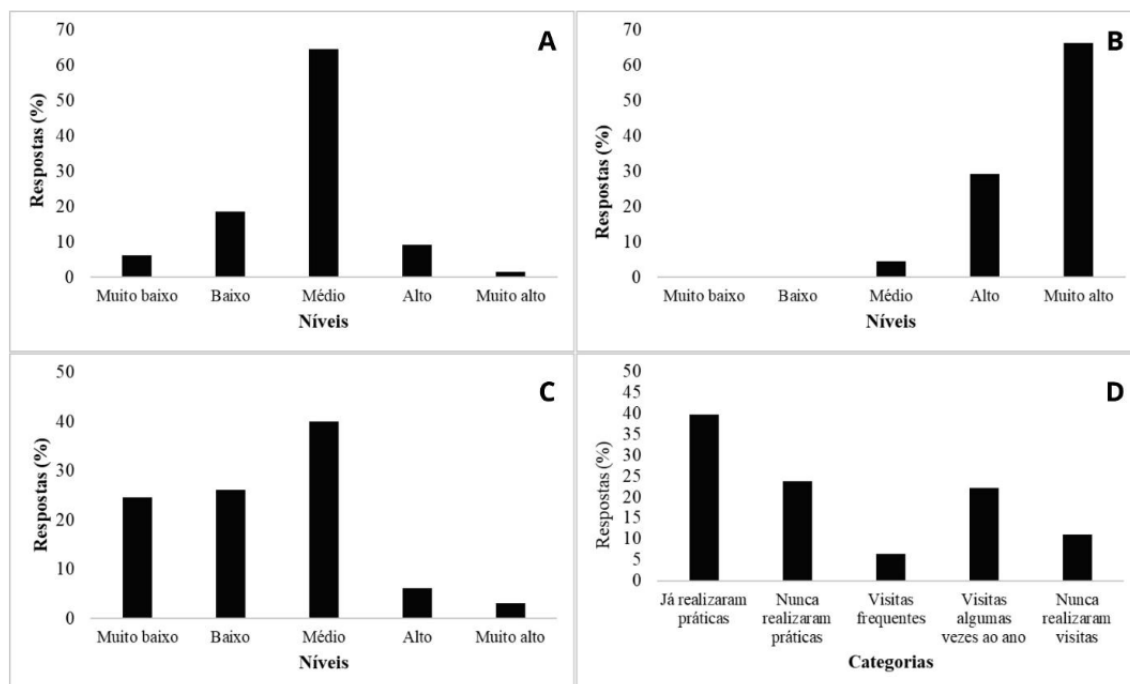 A
Respostas (%)
70
60
50
40
30
20
10
0
Muito baixo Baixo Médio Alto Muito alto
Níveis
B
Respostas (%)
70
60
50
40
30
20
10
0
Muito baixo Baixo Médio Alto Muito alto
Níveis
C
Respostas (%)
50
40
30
20
10
0
Muito baixo Baixo Médio Alto Muito alto
Níveis
D
Respostas (%)
50
45
40
35
30
25
20
15
10
5
0
Já realizaram
práticas
Nunca
realizaram
práticas
Visitas
frequentes
Visitas
algumas
vezes ao ano
Nunca
realizaram
visitas
Categorias